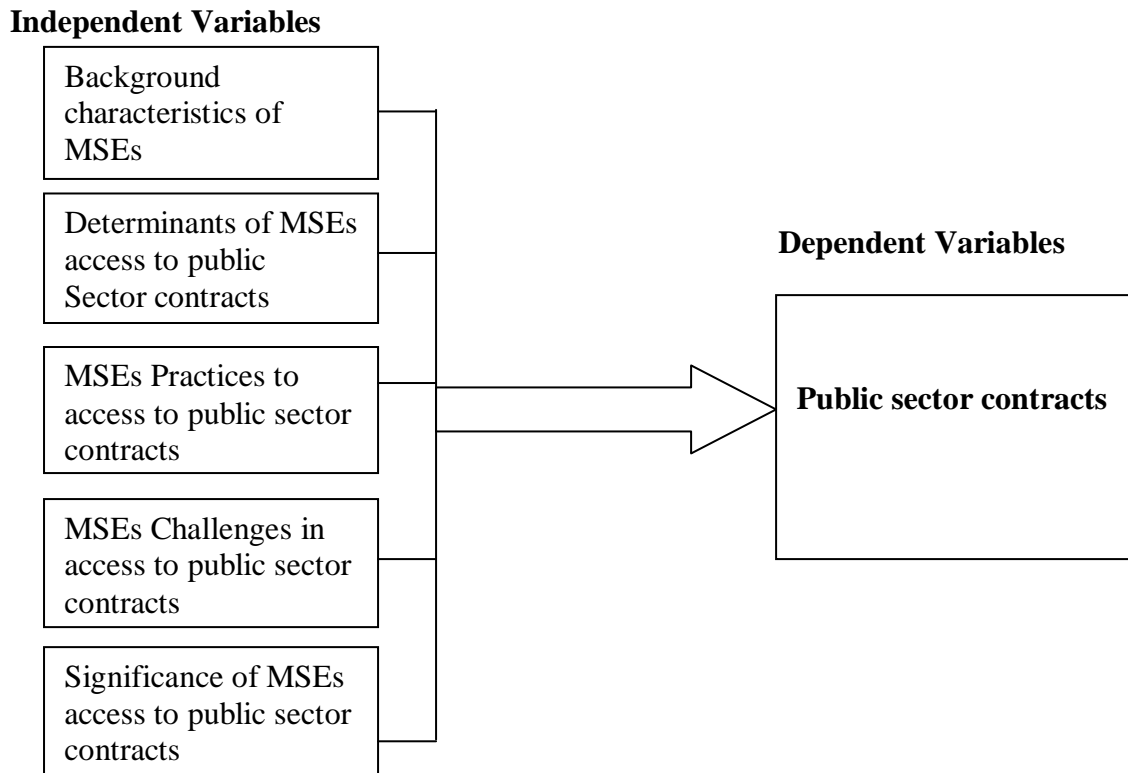 Independent Variables
Background
characteristics of
MSEs
Determinants of MSEs
access to public
Sector contracts
MSEs Practices to
access to public sector
contracts
MSEs Challenges in
access to public sector
contracts
Significance of MSEs
access to public sector
contracts
Dependent Variables
Public sector contracts